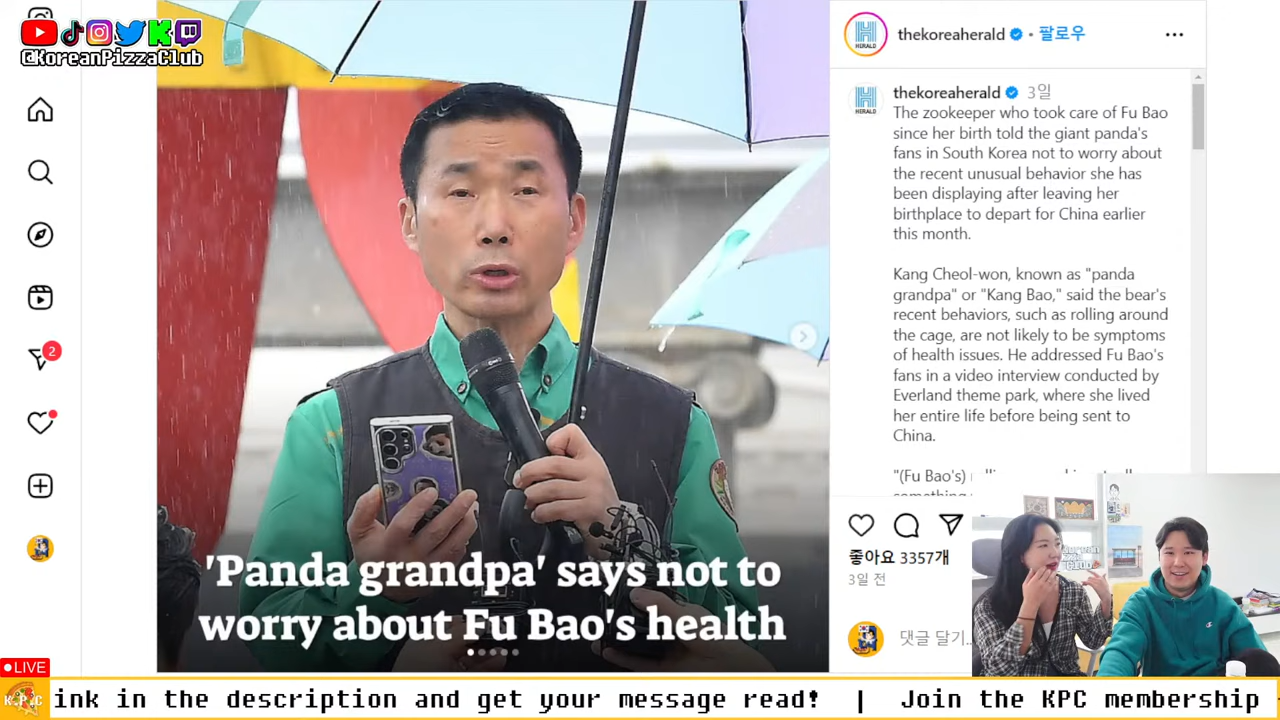 @KoreanPizzaClub
thekoreaherald • 팔로우
HERALD
thekoreaherald 3일
HERALD
The zookeeper who took care of Fu Bao
since her birth told the giant panda's
fans in South Korea not to worry about
the recent unusual behavior she has
been displaying after leaving her
birthplace to depart for China earlier
this month.
Kang Cheol-won, known as "panda
grandpa" or "Kang Bao," said the bear's
recent behaviors, such as rolling around
the cage, are not likely to be symptoms
of health issues. He addressed Fu Bao's
fans in a video interview conducted by
Everland theme park, where she lived
her entire life before being sent to
China.
"(Fu Bao's)
2
'Panda grandpa' says not to
worry about Fu Bao's health
좋아요 3357개
3일 전
댓글 달기...
LIVE
KPC
ink in the description and get your message read! | Join the KPC membership